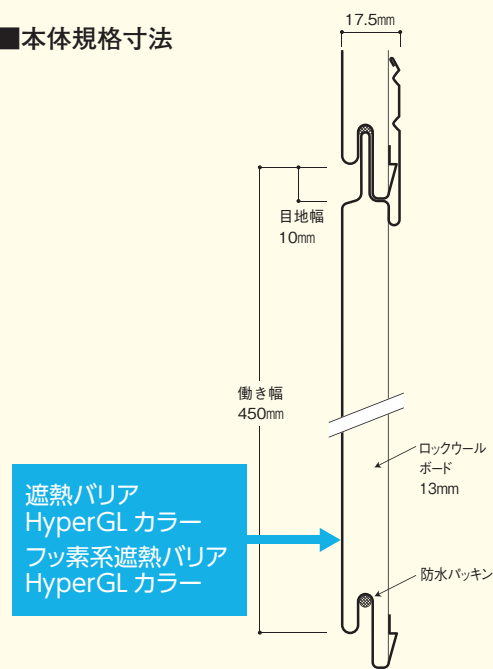 ■本体規格寸法
17.5mm
目地幅
10mm
働き幅
450mm
ロックウール
ボード
13mm
遮熱バリア
HyperGL カラー
フッ素系遮熱バリア
HyperGL カラー
防水パッキン